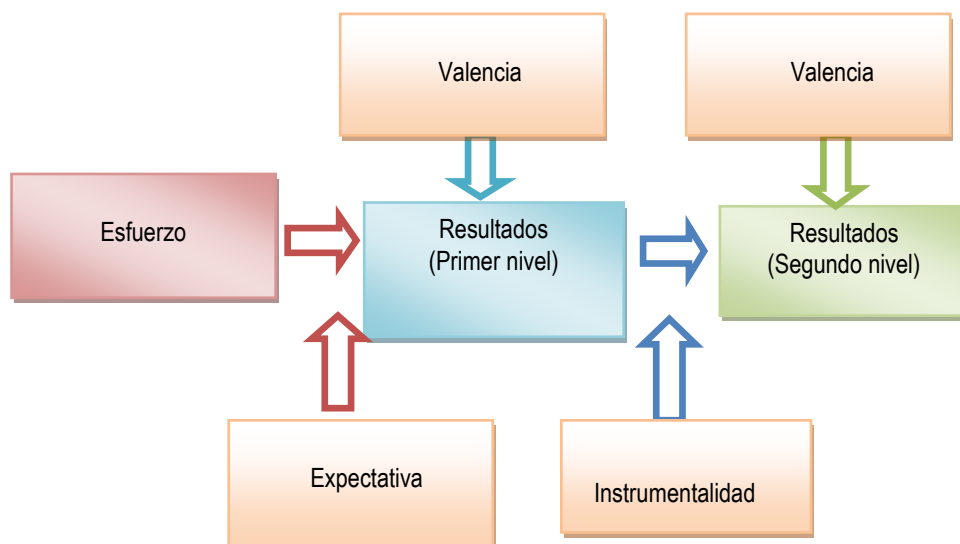 Valencia
Valencia
Esfuerzo
Resultados
(Primer nivel)
Resultados
(Segundo nivel)
Expectativa
Instrumentalidad